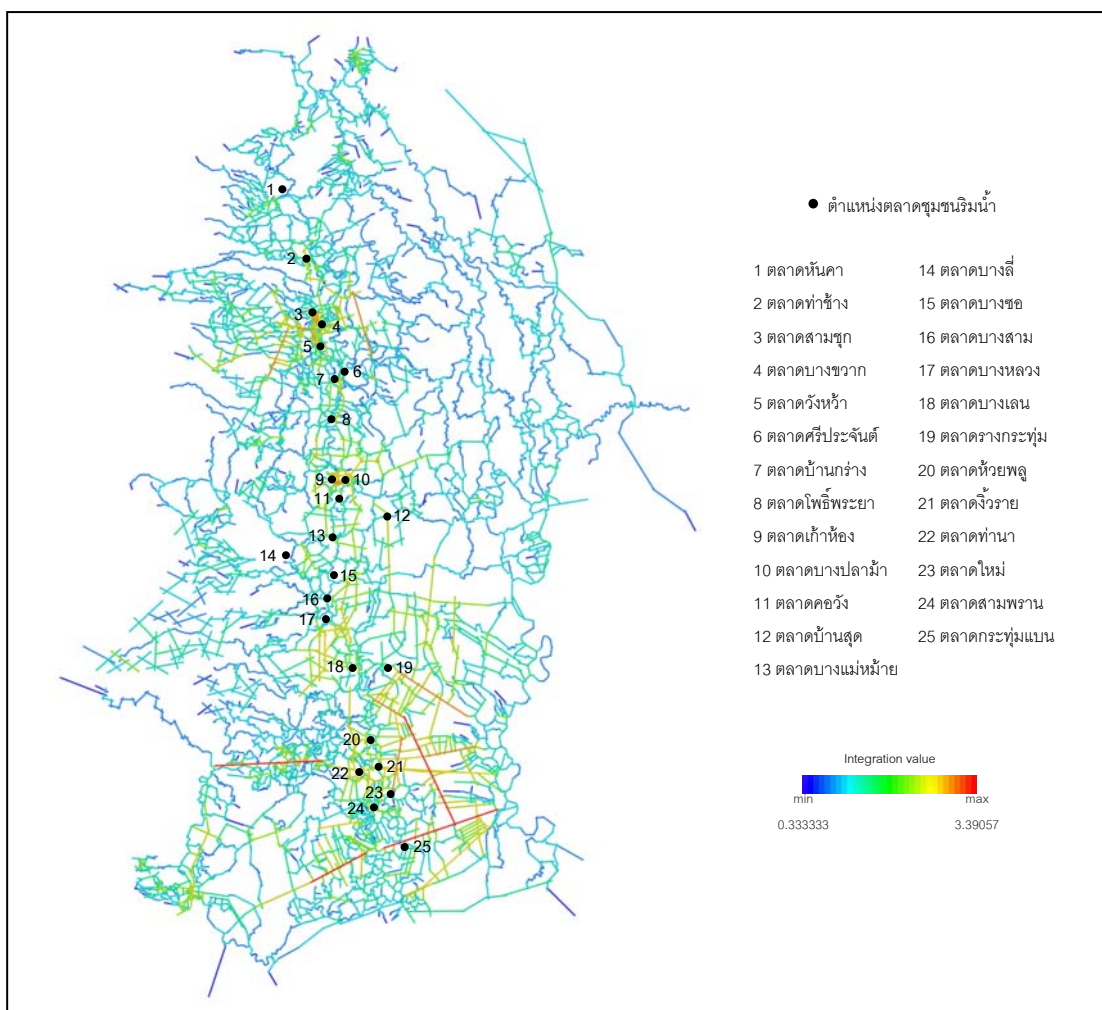 ● ตำแหน่งตลาดชุมชนริมน้ำ
1 ตลาดหันคา
2 ตลาดท่าช้าง
3 ตลาดสามชุก
4 ตลาดบางขวาก
5 ตลาดวังหว้า
6 ตลาดศรีประจันต์
7 ตลาดบ้านกร่าง
8 ตลาดโพธิ์พระยา
9 ตลาดเก้าห้อง
10 ตลาดบางปลาม้า
11 ตลาดคอวัง
12 ตลาดบ้านสุด
13 ตลาดบางแม่หม้าย
14 ตลาดบางลี่
15 ตลาดบางซอ
16 ตลาดบางสาม
17 ตลาดบางหลวง
18 ตลาดบางเลน
19 ตลาดรางกระทุ่ม
20 ตลาดห้วยพลู
21 ตลาดงิ้วราย
22 ตลาดท่านา
23 ตลาดใหม่
24 ตลาดสามพราน
25 ตลาดกระทุ่มแบน
Integration value
min max
0.333333 3.39057
1
2
3
4
5
6
7
8
9
10
11
12
13
14
15
16
17
18
19
20
21
22
23
24
25